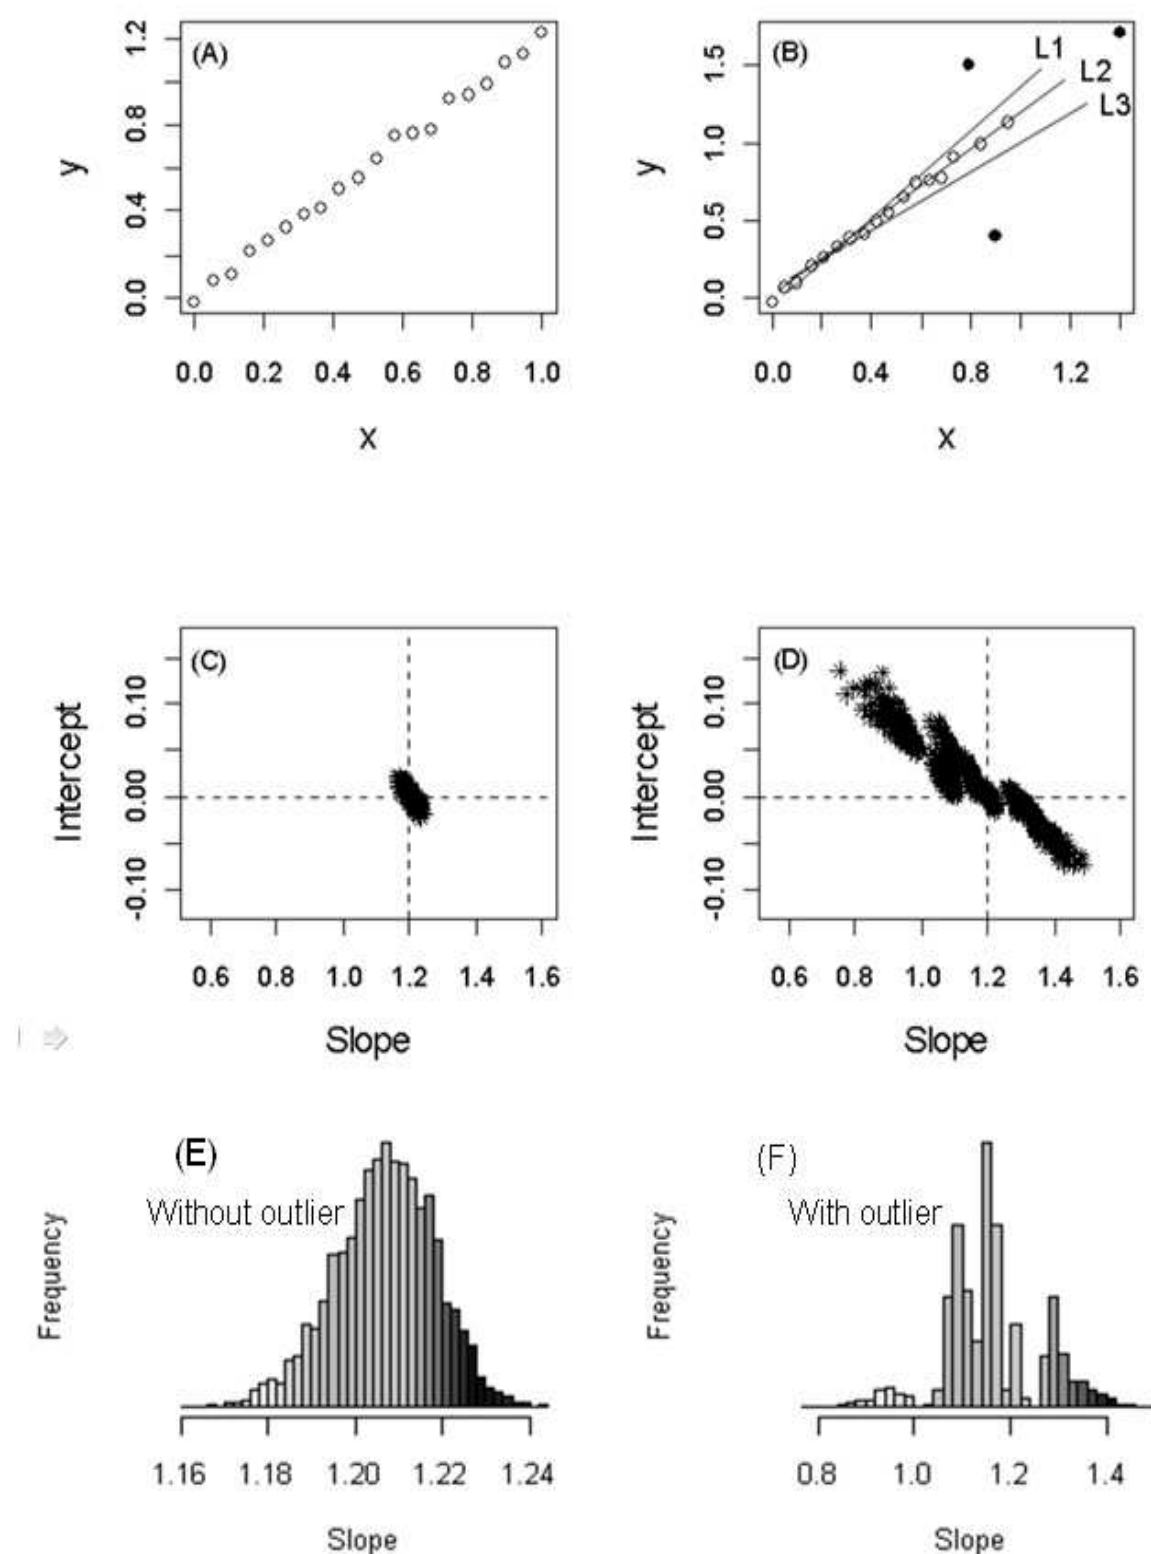 (A)
1.2
0.8
0.4
0.0
y
0.0 0.2 0.4 0.6 0.8 1.0
x
(B)
L1
L2
L3
1.5
1.0
0.5
0.0
y
0.0 0.4 0.8 1.2
x
(C)
0.10
0.00
-0.10
Intercept
0.6 0.8 1.0 1.2 1.4 1.6
Slope
(D)
0.10
0.00
-0.10
Intercept
0.6 0.8 1.0 1.2 1.4 1.6
Slope
(E)
Without outlier
Frequency
1.16 1.18 1.20 1.22 1.24
Slope
(F)
With outlier
Frequency
0.8 1.0 1.2 1.4
Slope